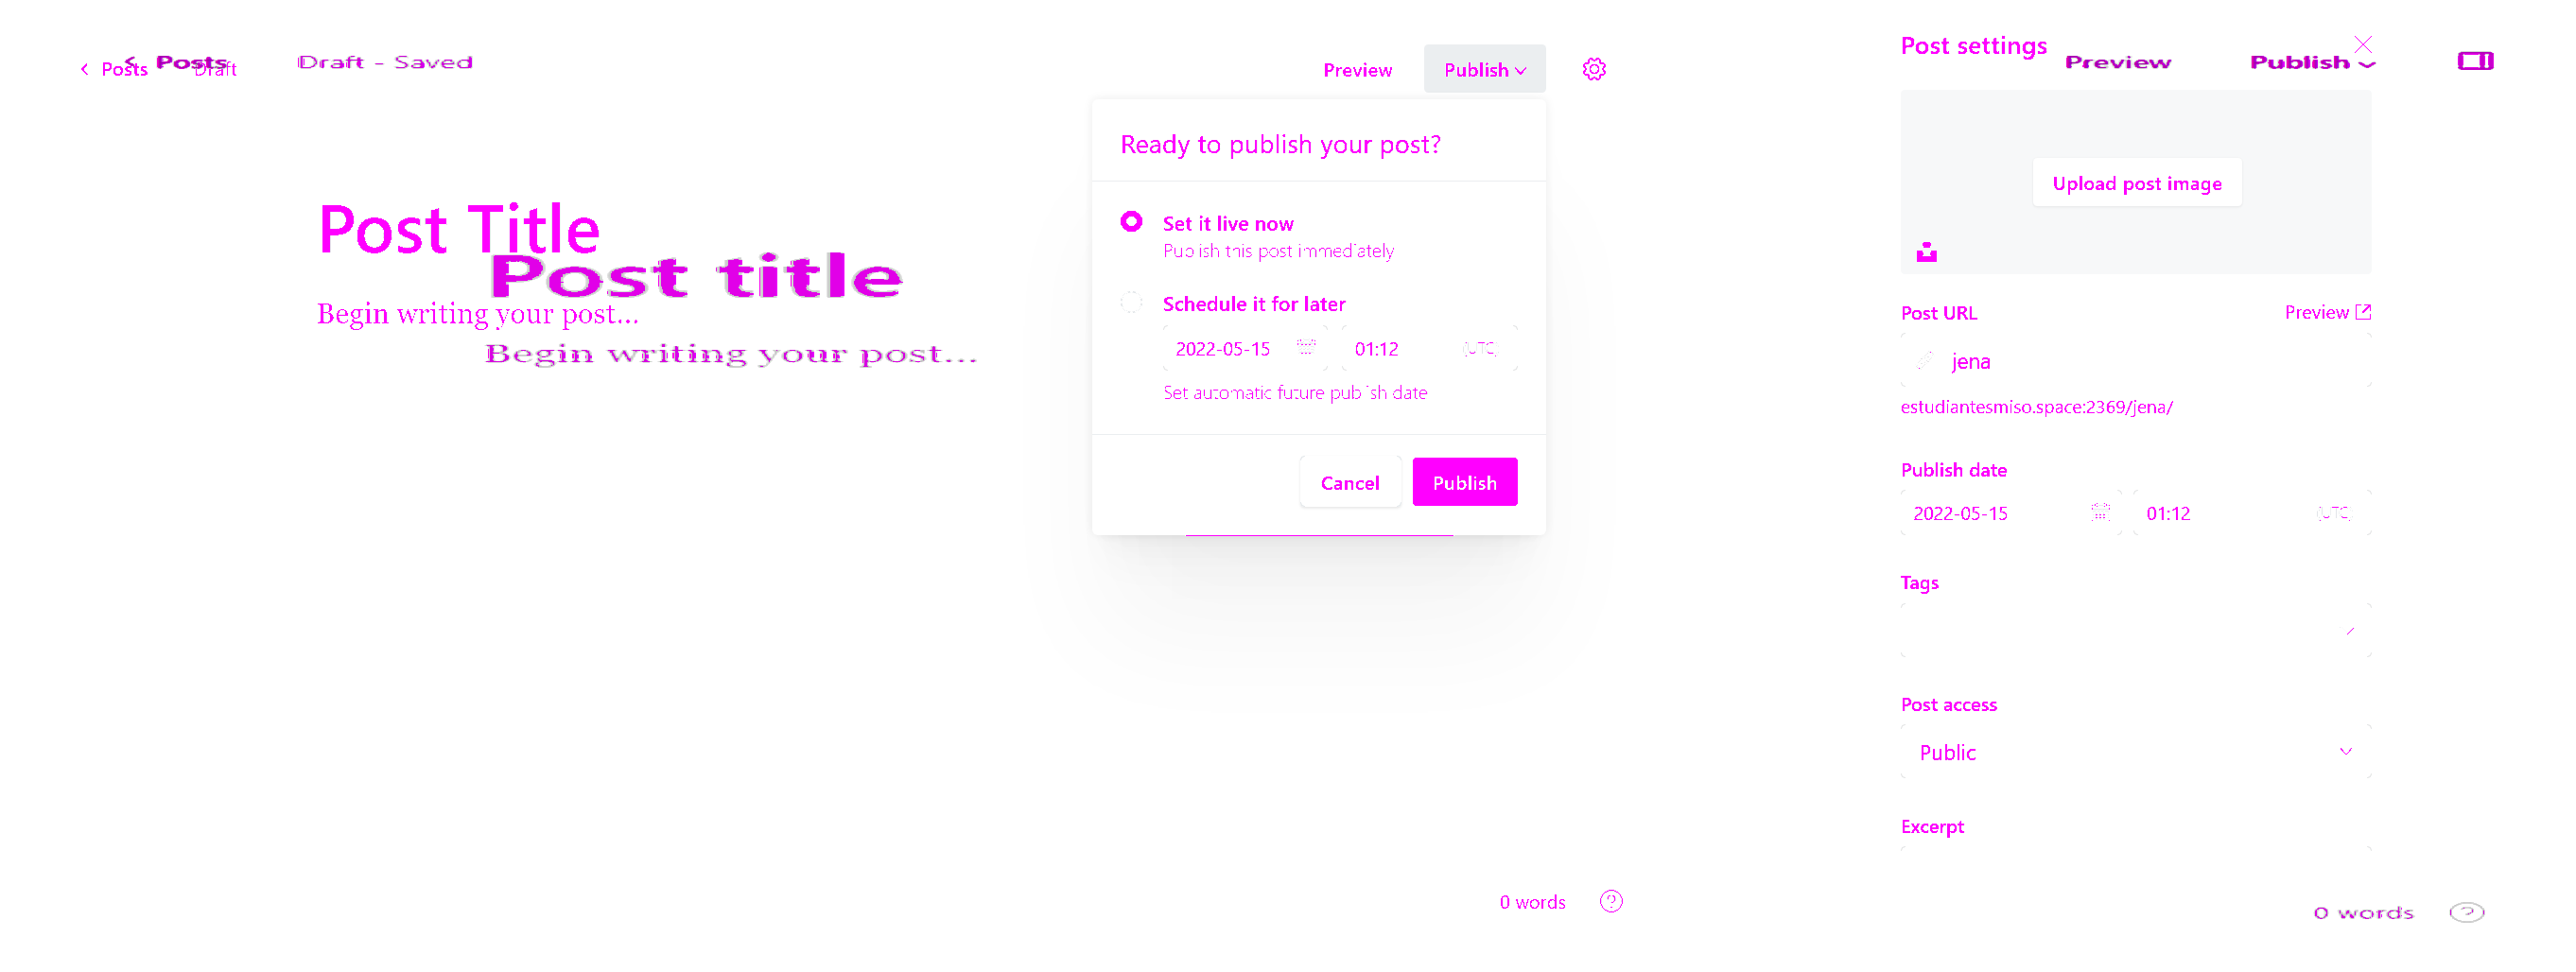 Posts
Draft
Posts
Draft - Saved
Preview
Publish
Post settings
Preview
Publish
Ready to publish your post?
Upload post image
Post Title
Set it live now
Publish this post immediately
Post title
Begin writing your post...
Schedule it for later
Post URL
Preview
Begin writing your post...
2022-05-15
01:12
(UTC)
jena
Set automatic future publish date
estudiantesmiso.space:2369/jena/
Cancel
Publish
Publish date
2022-05-15
01:12
(UTC)
Tags
Post access
Public
Excerpt
0 words
?
0 words
?